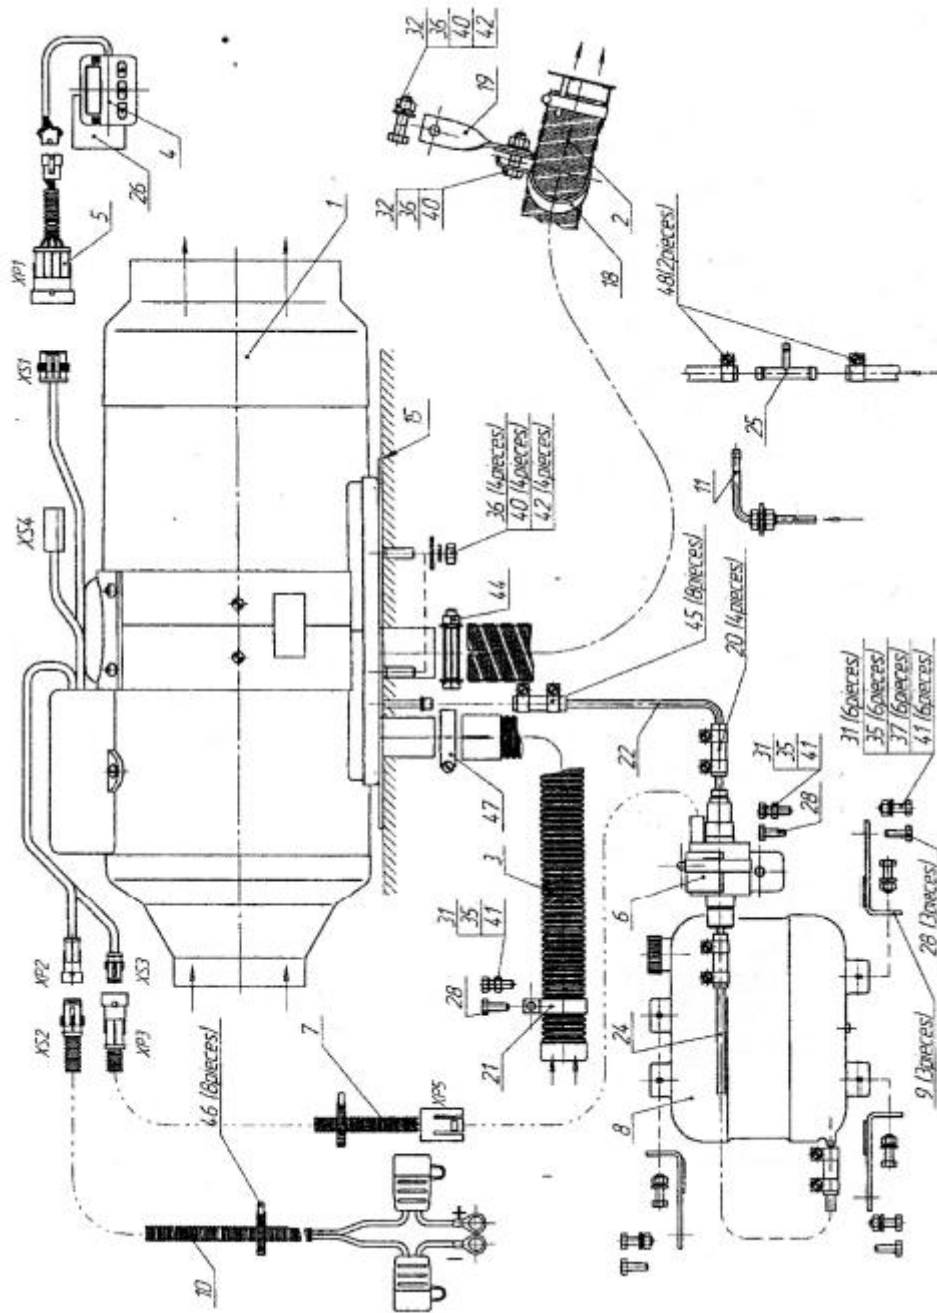 XP1
5
26
4
1
XS1
XS4
XP2
XS3
XS2
XP3
46 (8pieces)
7
10
XP5
+
−
32
36
40
42
19
32
36
40
2
18
15
36 (4pieces)
40 (4pieces)
42 (4pieces)
44
45 (8pieces)
20 (4pieces)
22
47
3
31
35
41
28
21
48(2pieces)
25
11
31
35
41
28
6
24
8
31 (6pieces)
35 (6pieces)
37 (6pieces)
41 (6pieces)
28 (3pieces)
9 (3pieces)